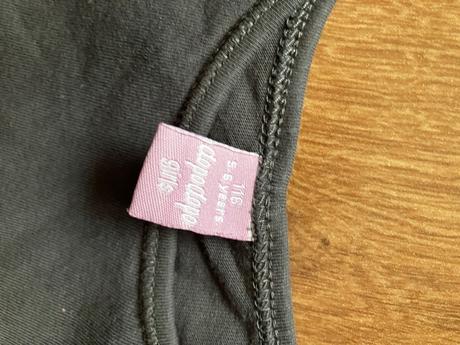 116
5-6 years
dopodopo
girls